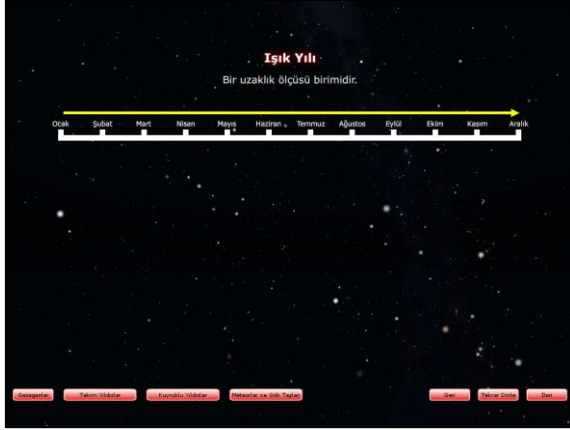 Işık Yılı
Bir uzaklık ölçüsü birimidir.
Ocak Şubat Mart Nisan Mayıs Haziran Temmuz Ağustos Eylül Ekim Kasım Aralık
Gezegenler Takım Yıldızlar Kuyruklu Yıldızlar Meteorlar ve Gök Taşları Geri Tekrar Dinle İleri